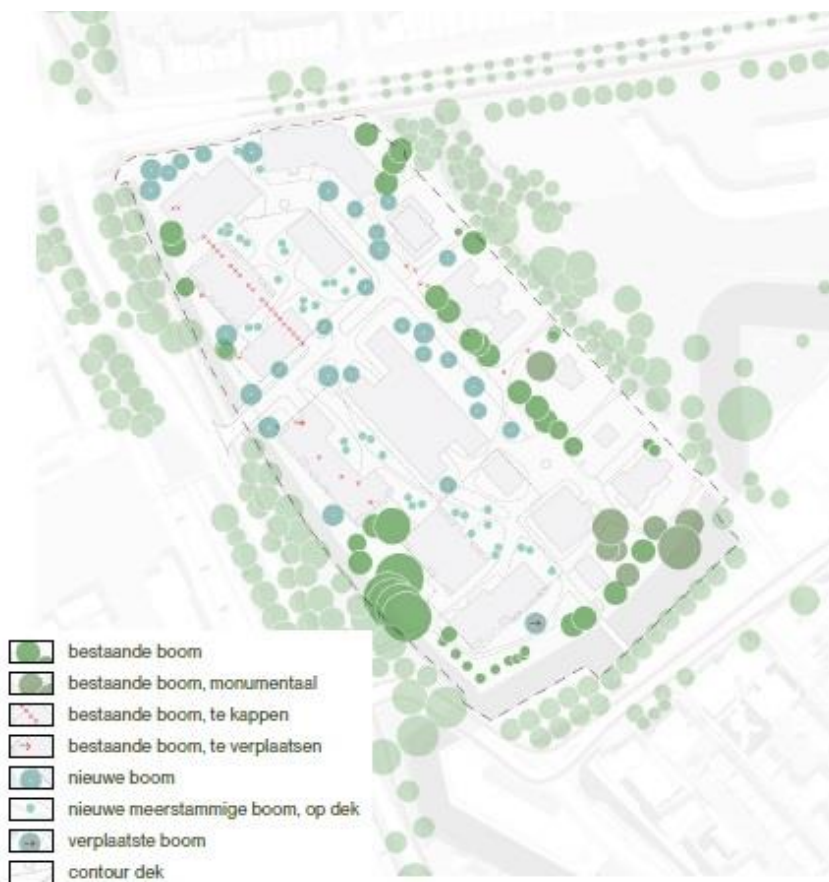 bestaande boom
bestaande boom, monumentaal
bestaande boom, te kappen
bestaande boom, te verplaatsen
nieuwe boom
nieuwe meerstammige boom, op dek
verplaatste boom
contour dek